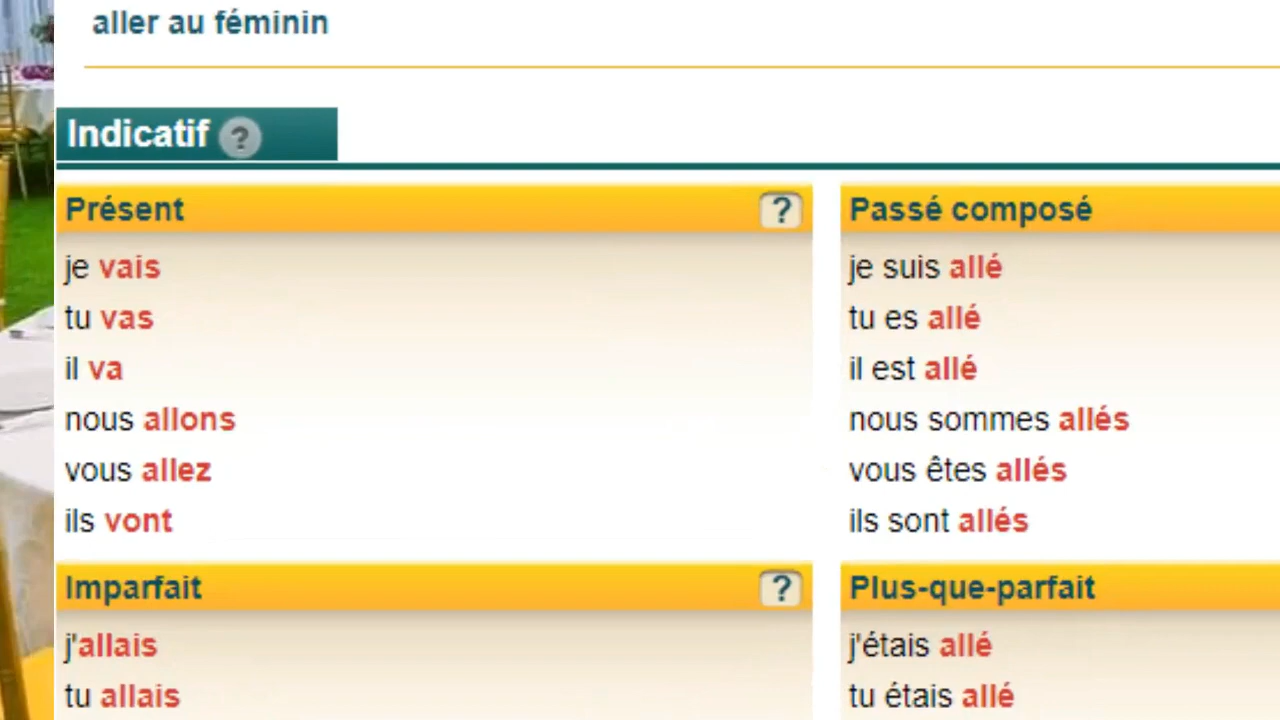 aller au féminin
Indicatif ?
Présent ?
je vais
tu vas
il va
nous allons
vous allez
ils vont
Passé composé
je suis allé
tu es allé
il est allé
nous sommes allés
vous êtes allés
ils sont allés
Imparfait ?
j'allais
tu allais
Plus-que-parfait
j'étais allé
tu étais allé